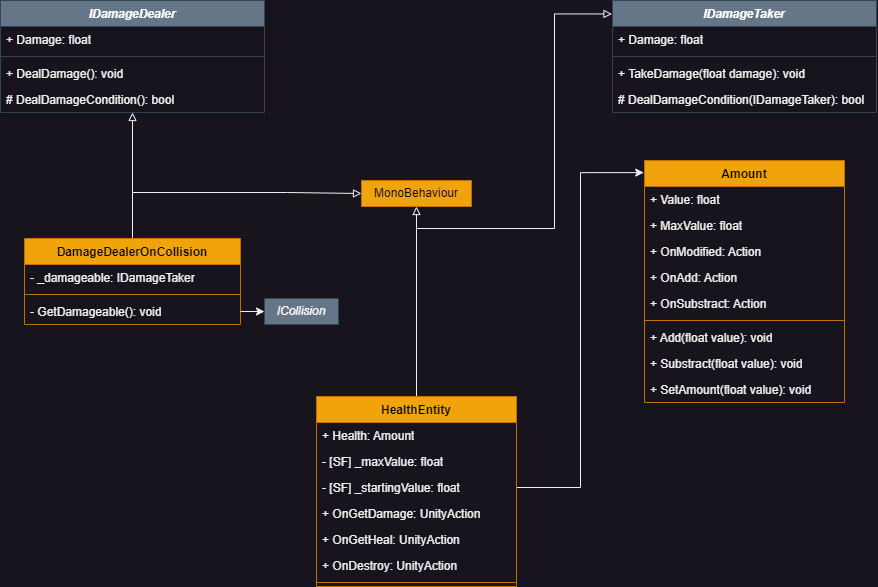 IDamageDealer
+ Damage: float
+ DealDamage(): void
# DealDamageCondition(): bool
IDamageTaker
+ Damage: float
+ TakeDamage(float damage): void
# DealDamageCondition(IDamageTaker): bool
MonoBehaviour
Amount
+ Value: float
+ MaxValue: float
+ OnModified: Action
+ OnAdd: Action
+ OnSubstract: Action
+ Add(float value): void
+ Substract(float value): void
+ SetAmount(float value): void
DamageDealerOnCollision
- _damageable: IDamageTaker
- GetDamageable(): void
ICollision
HealthEntity
+ Health: Amount
- [SF] _maxValue: float
- [SF] _startingValue: float
+ OnGetDamage: UnityAction
+ OnGetHeal: UnityAction
+ OnDestroy: UnityAction